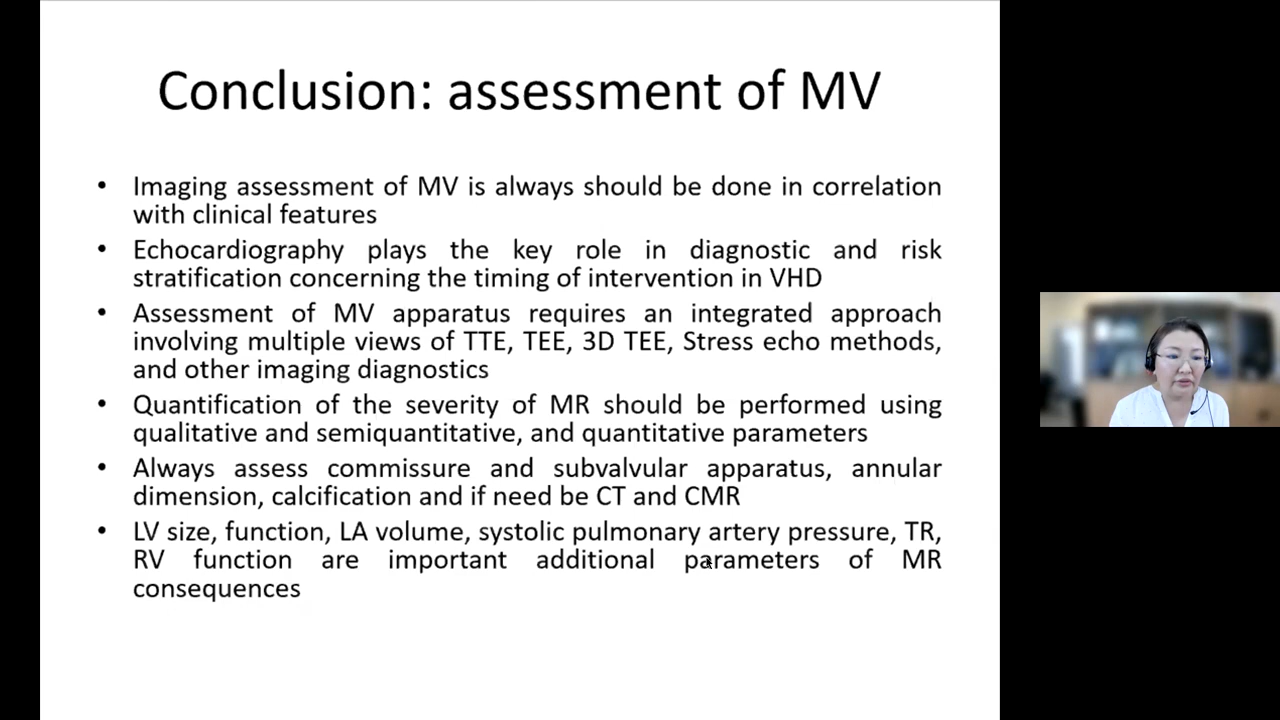 Conclusion: assessment of MV
• Imaging assessment of MV is always should be done in correlation
with clinical features
• Echocardiography plays the key role in diagnostic and risk
stratification concerning the timing of intervention in VHD
• Assessment of MV apparatus requires an integrated approach
involving multiple views of TTE, TEE, 3D TEE, Stress echo methods,
and other imaging diagnostics
• Quantification of the severity of MR should be performed using
qualitative and semiquantitative, and quantitative parameters
• Always assess commissure and subvalvular apparatus, annular
dimension, calcification and if need be CT and CMR
• LV size, function, LA volume, systolic pulmonary artery pressure, TR,
RV function are important additional parameters of MR
consequences